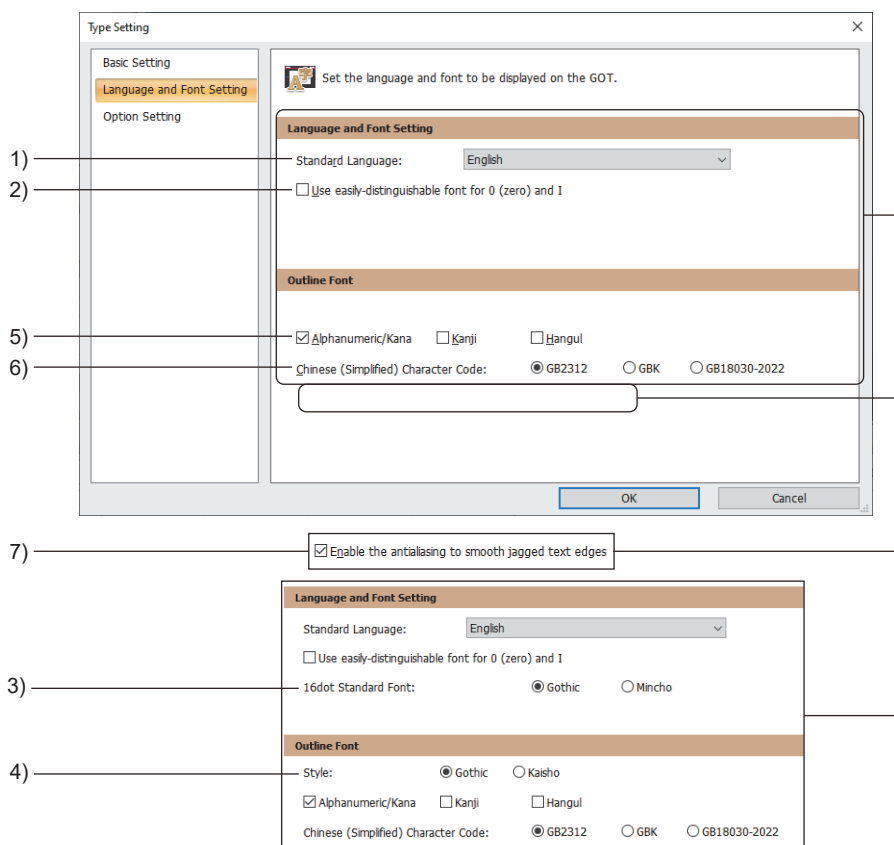 Type Setting
Basic Setting
Language and Font Setting
Option Setting
Set the language and font to be displayed on the GOT.
Language and Font Setting
1) Standard Language: English
2) Use easily-distinguishable font for 0 (zero) and I
Outline Font
5) Alphanumeric/Kana Kanji Hangul
6) Chinese (Simplified) Character Code: GB2312 GBK GB18030-2022
OK Cancel
7) Enable the antialiasing to smooth jagged text edges
Language and Font Setting
Standard Language: English
Use easily-distinguishable font for 0 (zero) and I
3) 16dot Standard Font: Gothic Mincho
Outline Font
4) Style: Gothic Kaisho
Alphanumeric/Kana Kanji Hangul
Chinese (Simplified) Character Code: GB2312 GBK GB18030-2022